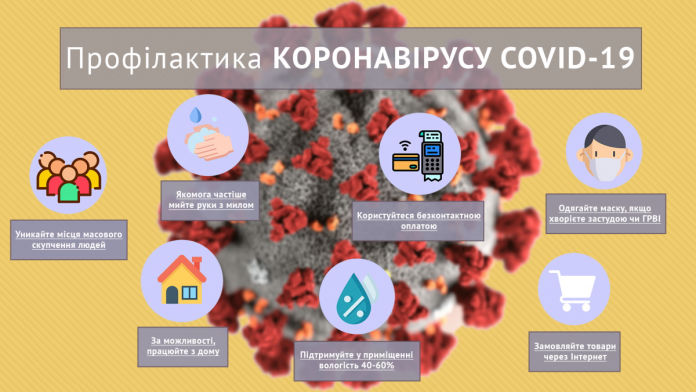 Профілактика КОРОНАВІРУСУ COVID-19
Якомога частіше
мийте руки з милом
Користуйтеся безконтактною
оплатою
Одягайте маску, якщо
хворієте застудою чи ГРВІ
Уникайте місця масового
скупчення людей
За можливості,
працюйте з дому
Підтримуйте у приміщенні
вологість 40-60%
Замовляйте товари
через Інтернет